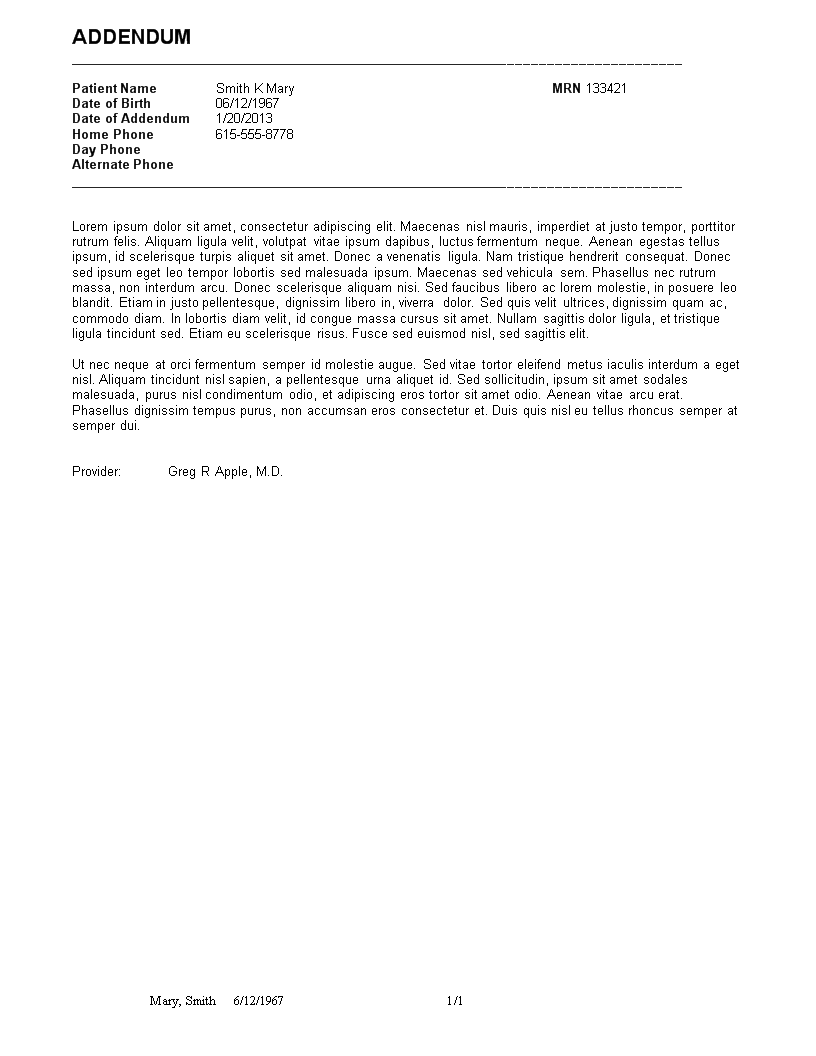 ADDENDUM
Patient Name Smith K Mary MRN 133421
Date of Birth 06/12/1967
Date of Addendum 1/20/2013
Home Phone 615-555-8778
Day Phone
Alternate Phone
Lorem ipsum dolor sit amet, consectetur adipiscing elit. Maecenas nisl mauris, imperdiet at justo tempor, porttitor
rutrum felis. Aliquam ligula velit, volutpat vitae ipsum dapibus, luctus fermentum neque. Aenean egestas tellus
ipsum, id scelerisque turpis aliquet sit amet. Donec a venenatis ligula. Nam tristique hendrerit consequat. Donec
sed ipsum eget leo tempor lobortis sed malesuada ipsum. Maecenas sed vehicula sem. Phasellus nec rutrum
massa, non interdum arcu. Donec scelerisque aliquam nisi. Sed faucibus libero ac lorem molestie, in posuere leo
blandit. Etiam in justo pellentesque, dignissim libero in, viverra dolor. Sed quis velit ultrices, dignissim quam ac,
commodo diam. In lobortis diam velit, id congue massa cursus sit amet. Nullam sagittis dolor ligula, et tristique
ligula tincidunt sed. Etiam eu scelerisque risus. Fusce sed euismod nisl, sed sagittis elit.
Ut nec neque at orci fermentum semper id molestie augue. Sed vitae tortor eleifend metus iaculis interdum a eget
nisl. Aliquam tincidunt nisl sapien, a pellentesque urna aliquet id. Sed sollicitudin, ipsum sit amet sodales
malesuada, purus nisl condimentum odio, et adipiscing eros tortor sit amet odio. Aenean vitae arcu erat.
Phasellus dignissim tempus purus, non accumsan eros consectetur et. Duis quis nisl eu tellus rhoncus semper at
semper dui.
Provider: Greg R Apple, M.D.
Mary, Smith 6/12/1967 1/1